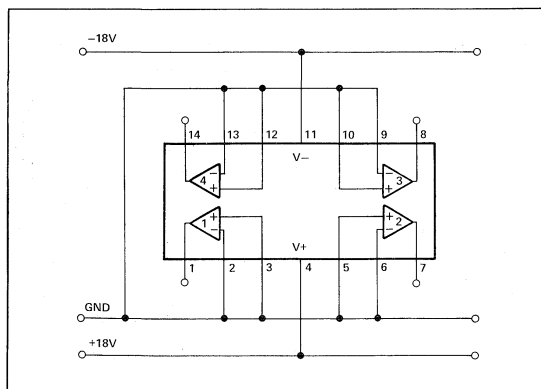 −18V
14 13 12 11 10 9 8
V−
− + 4
− + 3
+ − 1
+ − 2
V+
1 2 3 4 5 6 7
GND
+18V